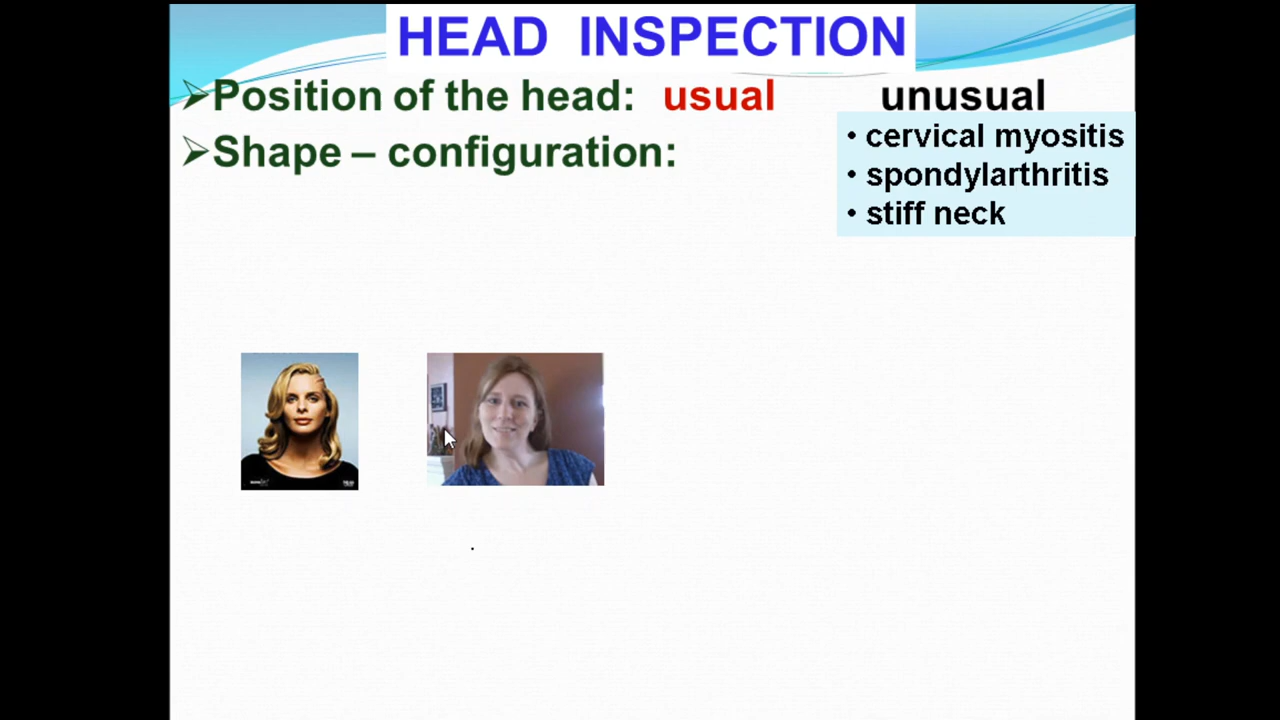 HEAD INSPECTION
➢Position of the head: usual unusual
• cervical myositis
➢Shape – configuration:
• spondylarthritis
• stiff neck